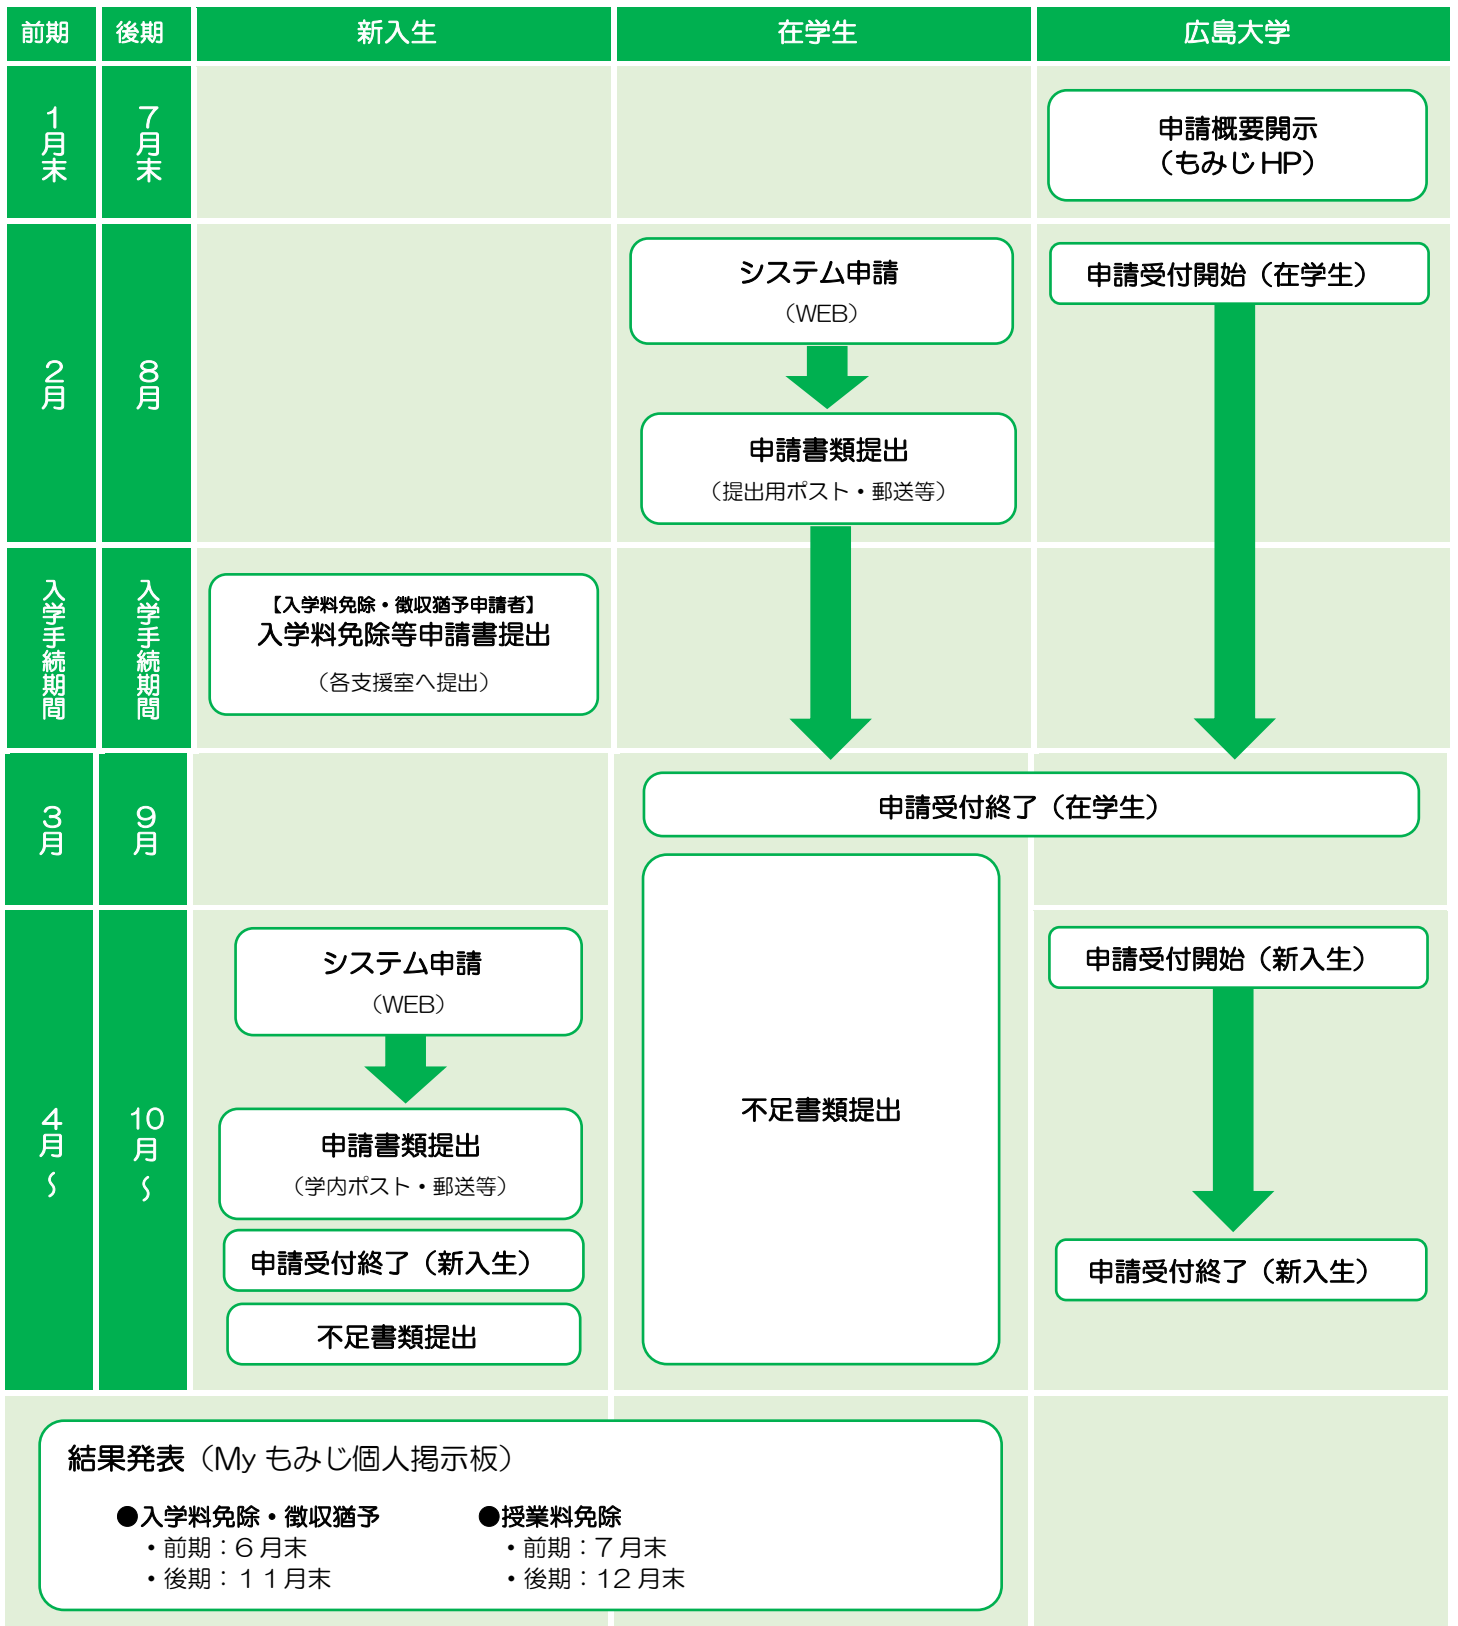 前期
後期
新入生
在学生
広島大学
1月末
7月末
申請概要開示
（もみじHP）
2月
8月
システム申請
（WEB）
申請書類提出
（提出用ポスト・郵送等）
申請受付開始（在学生）
入学手続期間
入学手続期間
【入学料免除・徴収猶予申請者】
入学料免除等申請書提出
（各支援室へ提出）
3月
9月
申請受付終了（在学生）
4月～
10月～
システム申請
（WEB）
申請書類提出
（学内ポスト・郵送等）
申請受付終了（新入生）
不足書類提出
不足書類提出
申請受付開始（新入生）
申請受付終了（新入生）
結果発表（My もみじ個人掲示板）
●入学料免除・徴収猶予
・前期：6 月末
・後期：１１月末
●授業料免除
・前期：7 月末
・後期：12 月末